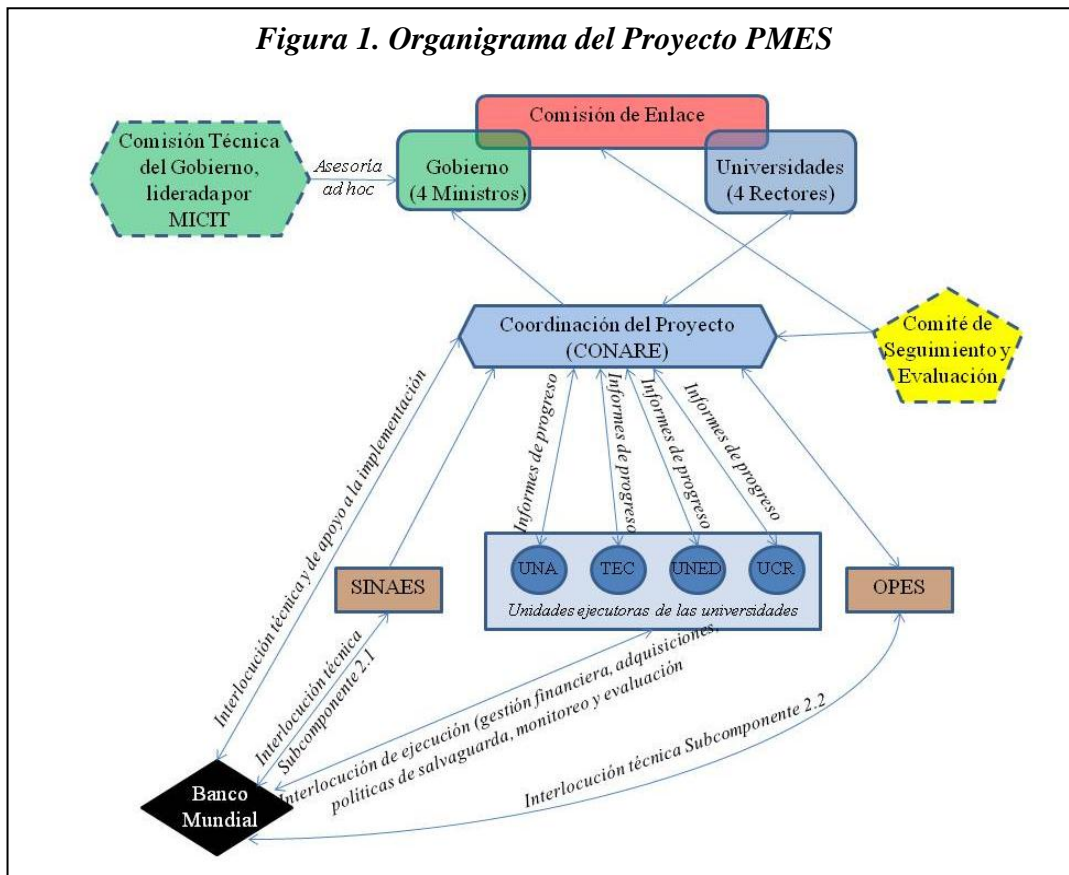 Figura 1. Organigrama del Proyecto PMES
Comisión de Enlace
Comisión Técnica
del Gobierno,
liderada por
MICIT
Asesoría
ad hoc
Gobierno
(4 Ministros)
Universidades
(4 Rectores)
Coordinación del Proyecto
(CONARE)
Comité de
Seguimiento y
Evaluación
Interlocución técnica y de apoyo a la implementación
Informes de progreso
Informes de progreso
Informes de progreso
Informes de progreso
SINAES
UNA
TEC
UNED
UCR
Unidades ejecutoras de las universidades
OPES
Interlocución técnica
Subcomponente 2.1
Interlocución de ejecución (gestión financiera, adquisiciones,
políticas de salvaguarda, monitoreo y evaluación
Interlocución técnica Subcomponente 2.2
Banco
Mundial